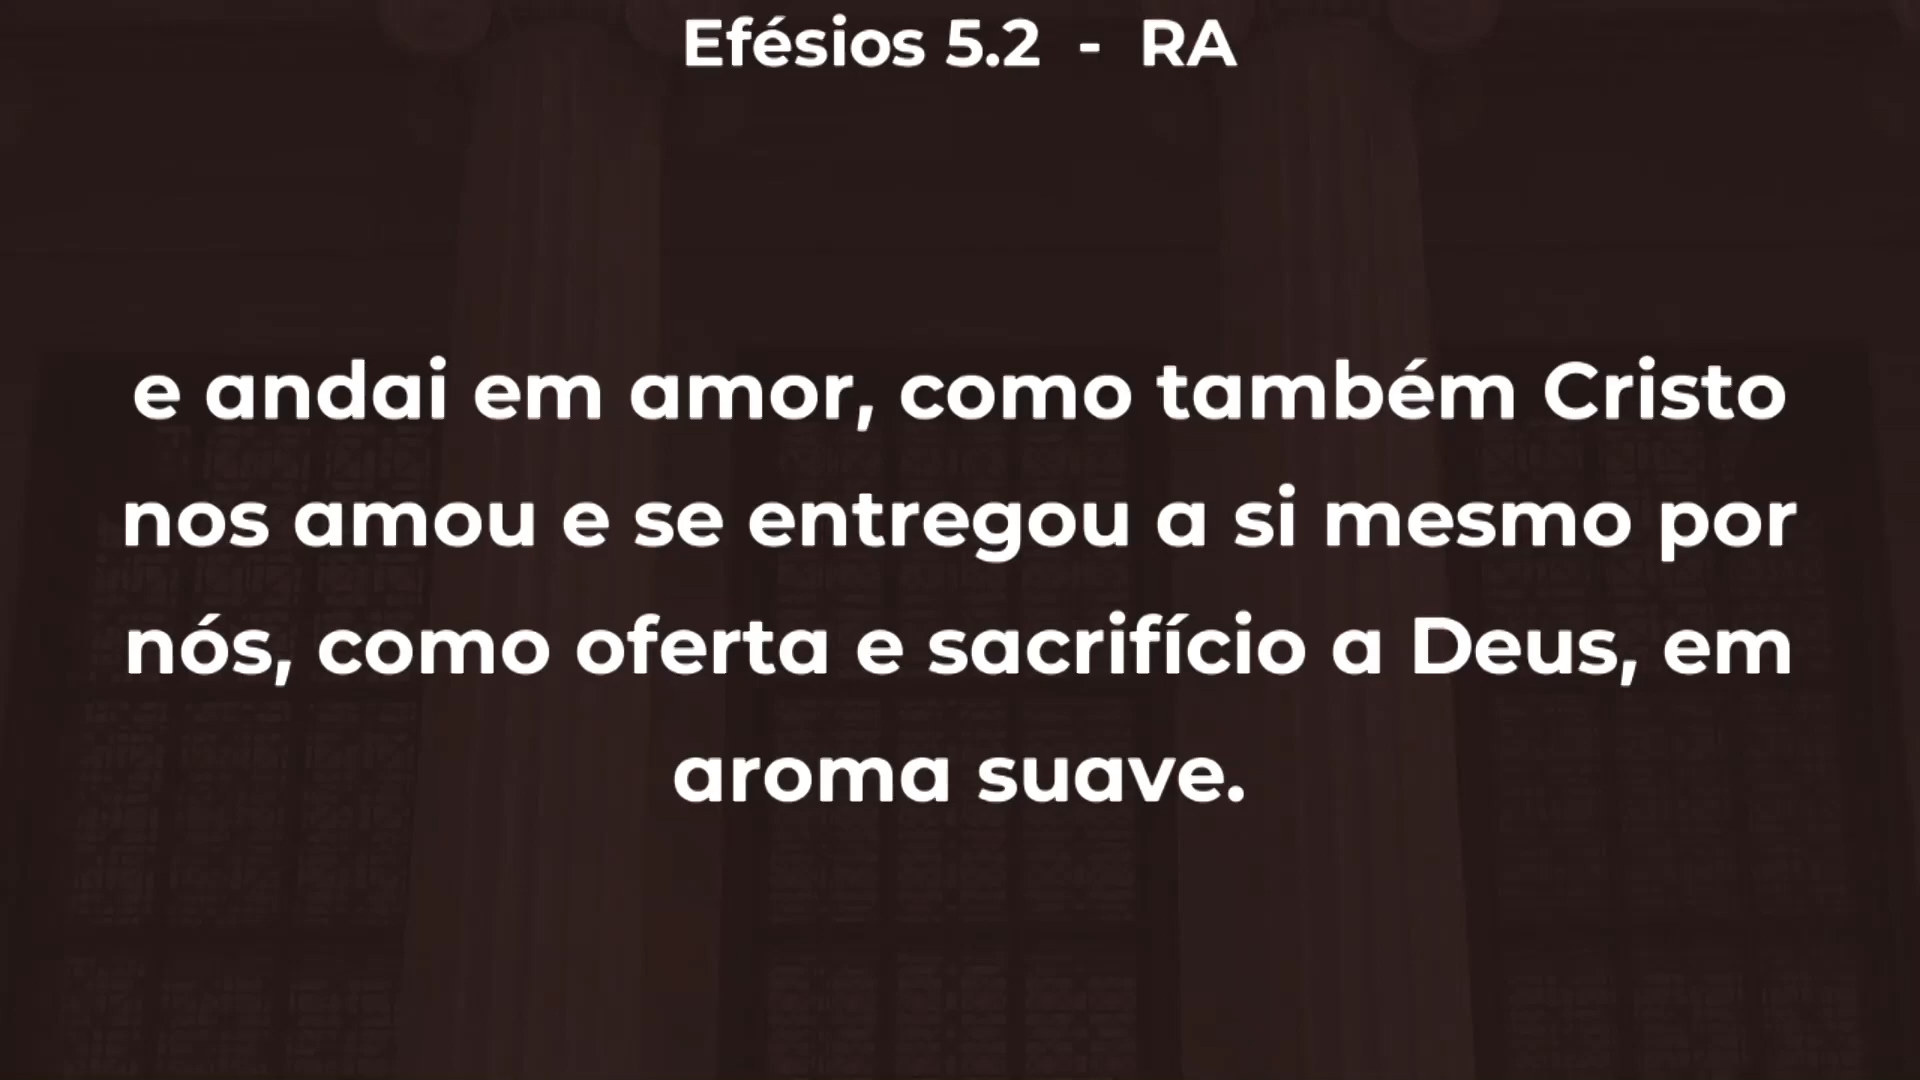 Efésios 5.2 - RA
e andai em amor, como também Cristo
nos amou e se entregou a si mesmo por
nós, como oferta e sacrifício a Deus, em
aroma suave.